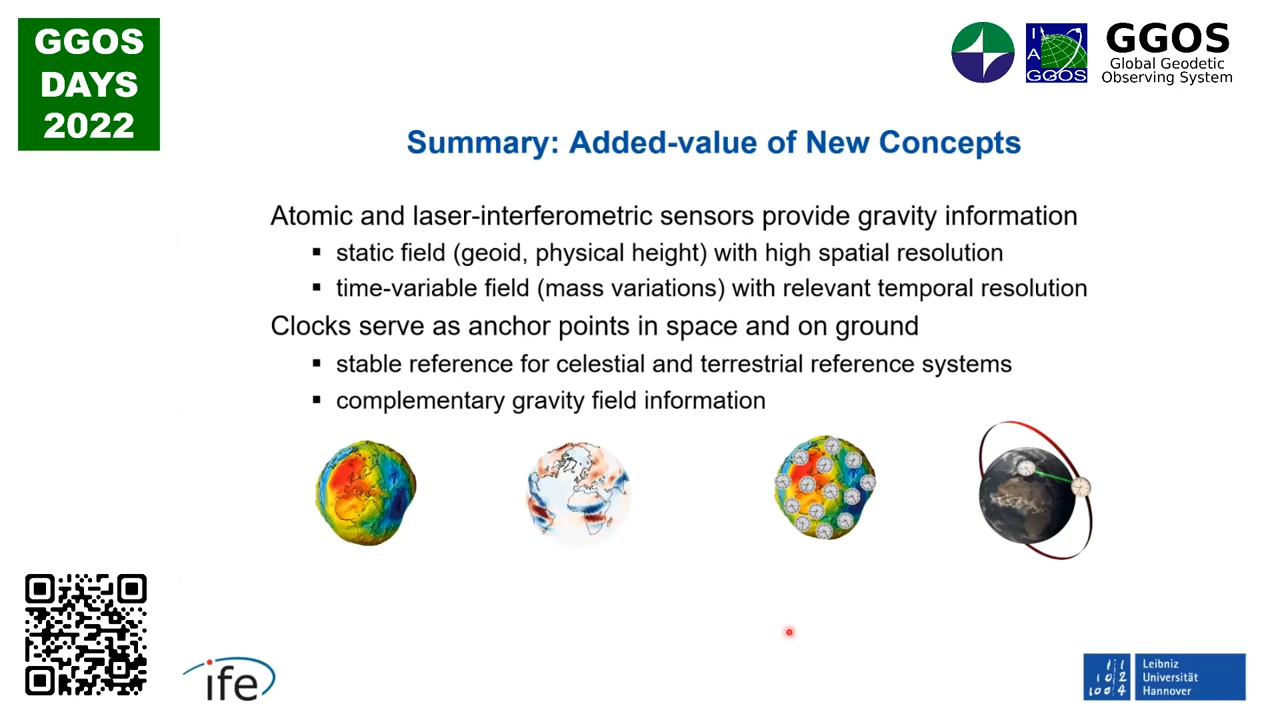 GGOS
DAYS
2022
I
A
GGOS
GGOS
Global Geodetic
Observing System
Summary: Added-value of New Concepts
Atomic and laser-interferometric sensors provide gravity information
▪ static field (geoid, physical height) with high spatial resolution
▪ time-variable field (mass variations) with relevant temporal resolution
Clocks serve as anchor points in space and on ground
▪ stable reference for celestial and terrestrial reference systems
▪ complementary gravity field information
ife
Leibniz
Universität
Hannover